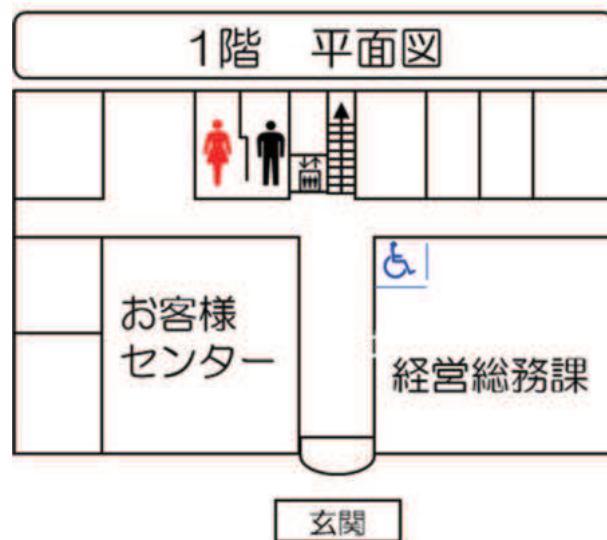 1階　平面図
お客様
センター
経営総務課
玄関